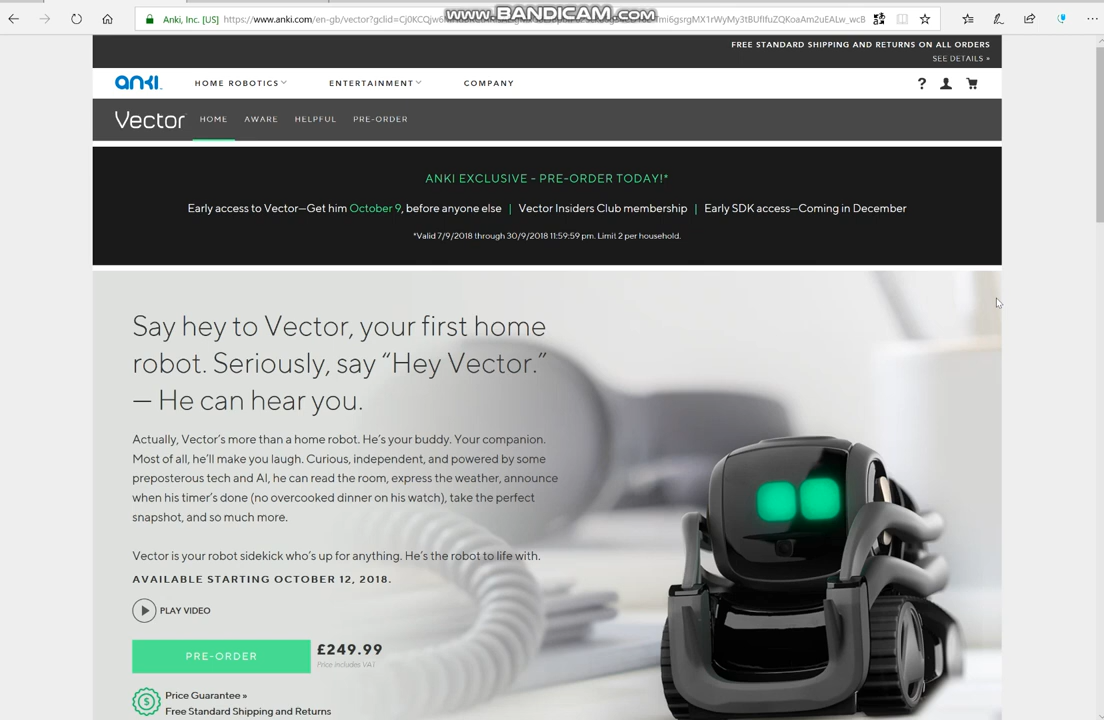 www.BANDICAM.com
Anki, Inc. [US]
https://www.anki.com/en-gb/vector?gclid=
FREE STANDARD SHIPPING AND RETURNS ON ALL ORDERS
SEE DETAILS »
ANKI
HOME ROBOTICS
ENTERTAINMENT
COMPANY
?
Vector
HOME
AWARE
HELPFUL
PRE-ORDER
ANKI EXCLUSIVE - PRE-ORDER TODAY!*
Early access to Vector—Get him October 9, before anyone else | Vector Insiders Club membership | Early SDK access—Coming in December
*Valid 7/9/2018 through 30/9/2018 11:59:59 pm. Limit 2 per household.
Say hey to Vector, your first home
robot. Seriously, say “Hey Vector.”
— He can hear you.
Actually, Vector’s more than a home robot. He’s your buddy. Your companion.
Most of all, he’ll make you laugh. Curious, independent, and powered by some
preposterous tech and AI, he can read the room, express the weather, announce
when his timer’s done (no overcooked dinner on his watch), take the perfect
snapshot, and so much more.
Vector is your robot sidekick who’s up for anything. He’s the robot to life with.
AVAILABLE STARTING OCTOBER 12, 2018.
PLAY VIDEO
PRE-ORDER
£249.99
Price includes VAT
Price Guarantee »
Free Standard Shipping and Returns